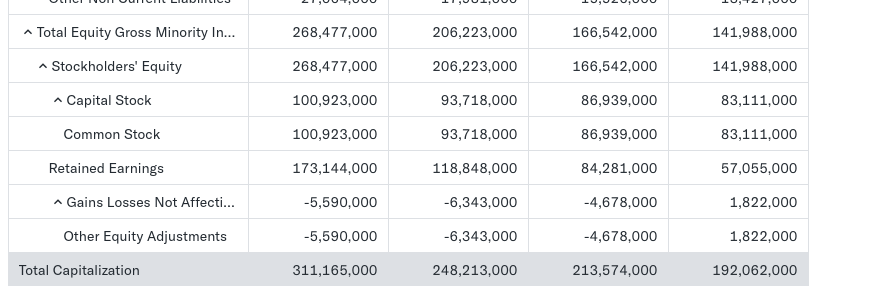 Total Equity Gross Minority In... 268,477,000 206,223,000 166,542,000 141,988,000
Stockholders' Equity 268,477,000 206,223,000 166,542,000 141,988,000
Capital Stock 100,923,000 93,718,000 86,939,000 83,111,000
Common Stock 100,923,000 93,718,000 86,939,000 83,111,000
Retained Earnings 173,144,000 118,848,000 84,281,000 57,055,000
Gains Losses Not Affecti... -5,590,000 -6,343,000 -4,678,000 1,822,000
Other Equity Adjustments -5,590,000 -6,343,000 -4,678,000 1,822,000
Total Capitalization 311,165,000 248,213,000 213,574,000 192,062,000